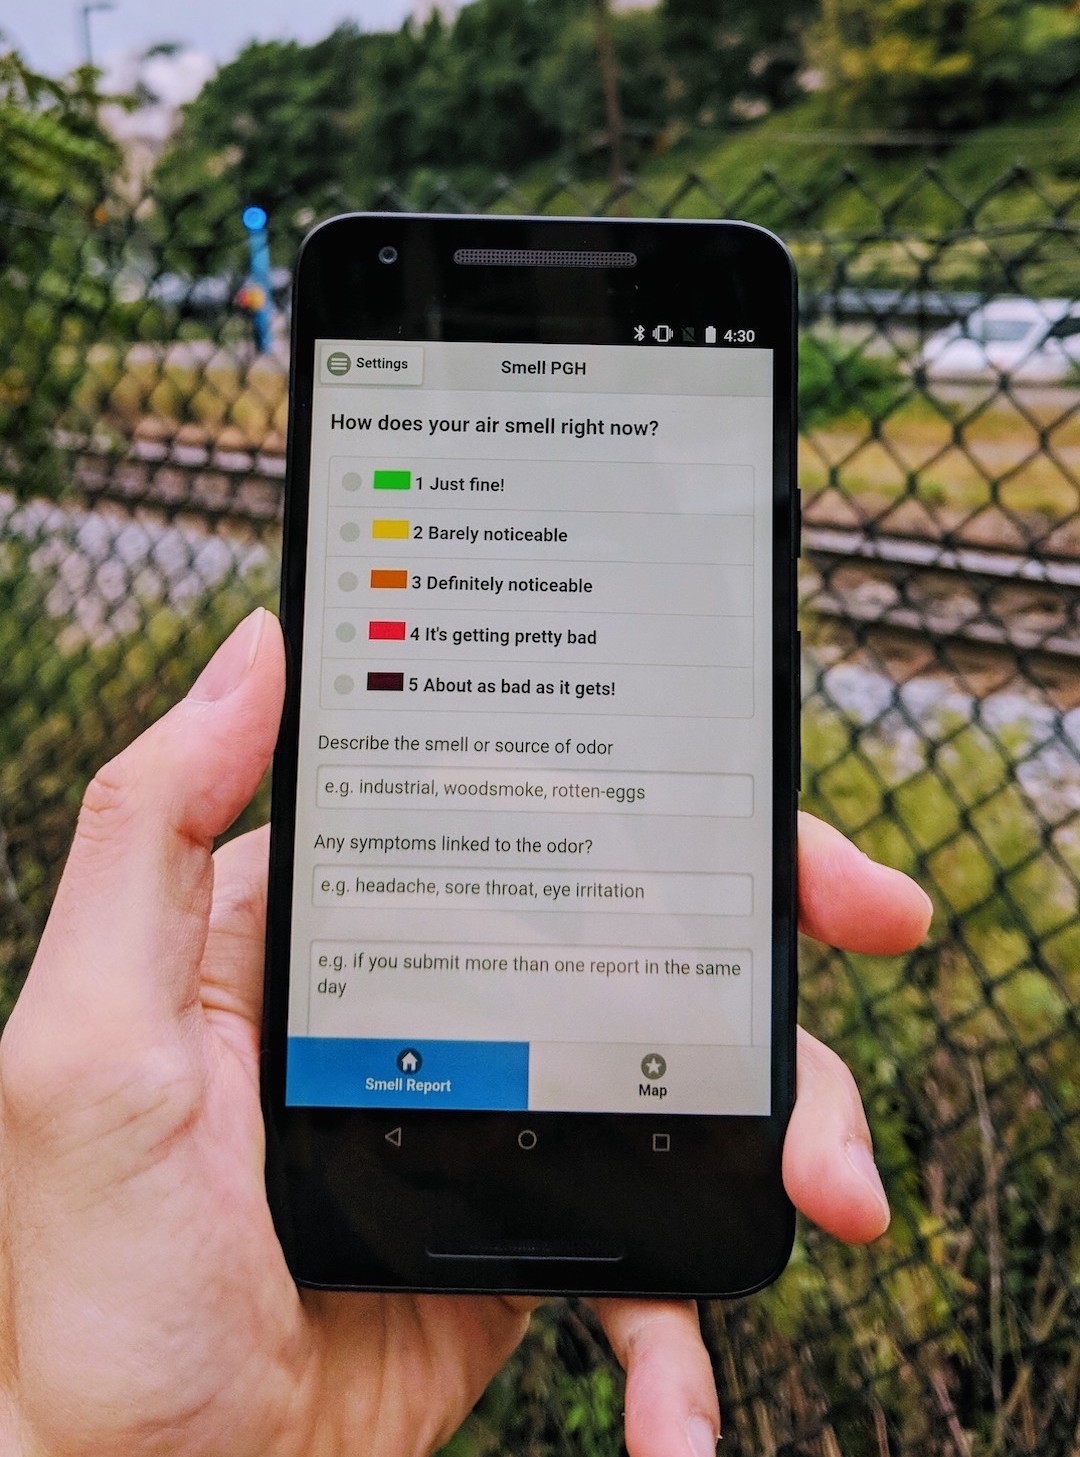 4:30
Settings
Smell PGH
How does your air smell right now?
1 Just fine!
2 Barely noticeable
3 Definitely noticeable
4 It's getting pretty bad
5 About as bad as it gets!
Describe the smell or source of odor
e.g. industrial, woodsmoke, rotten-eggs
Any symptoms linked to the odor?
e.g. headache, sore throat, eye irritation
e.g. if you submit more than one report in the same
day
Smell Report
Map